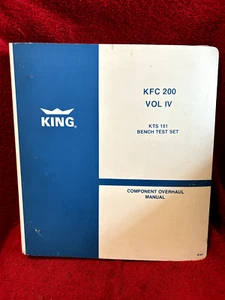 KFC 200
VOL IV
KTS 151
BENCH TEST SET
KING®
COMPONENT OVERHAUL
MANUAL